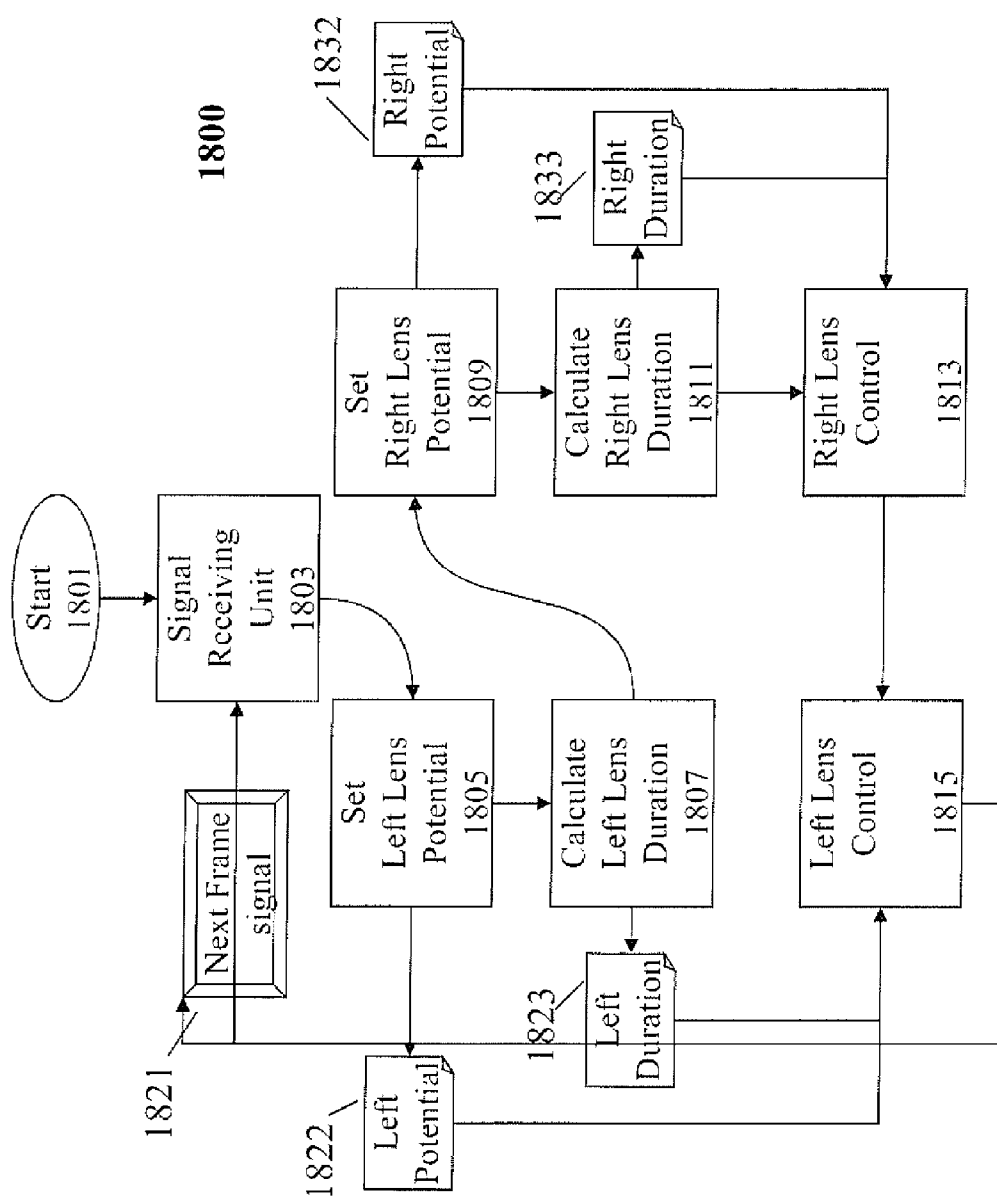 1800
Start
1801
Signal
Receiving
Unit
1803
Next Frame
signal
1821
Set
Left Lens
Potential
1805
Set
Right Lens
Potential
1809
1822
Left
Potential
1832
Right
Potential
Calculate
Left Lens
Duration
1807
Calculate
Right Lens
Duration
1811
1823
Left
Duration
1833
Right
Duration
Left Lens
Control
1815
Right Lens
Control
1813